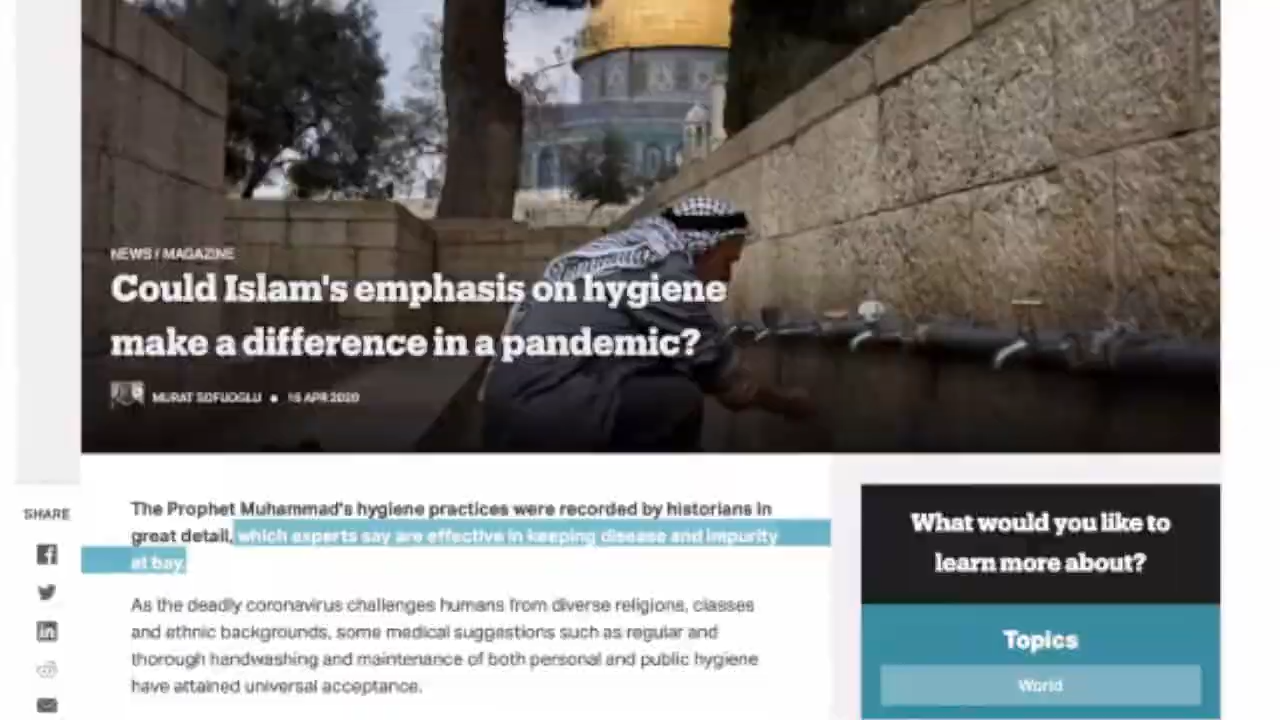 NEWS / MAGAZINE
Could Islam's emphasis on hygiene
make a difference in a pandemic?
MURAT SOFUOGLU ● 15 APR 2020
The Prophet Muhammad's hygiene practices were recorded by historians in
great detail, which experts say are effective in keeping disease and impurity
at bay.
SHARE
As the deadly coronavirus challenges humans from diverse religions, classes
and ethnic backgrounds, some medical suggestions such as regular and
thorough handwashing and maintenance of both personal and public hygiene
have attained universal acceptance.
What would you like to
learn more about?
Topics
World